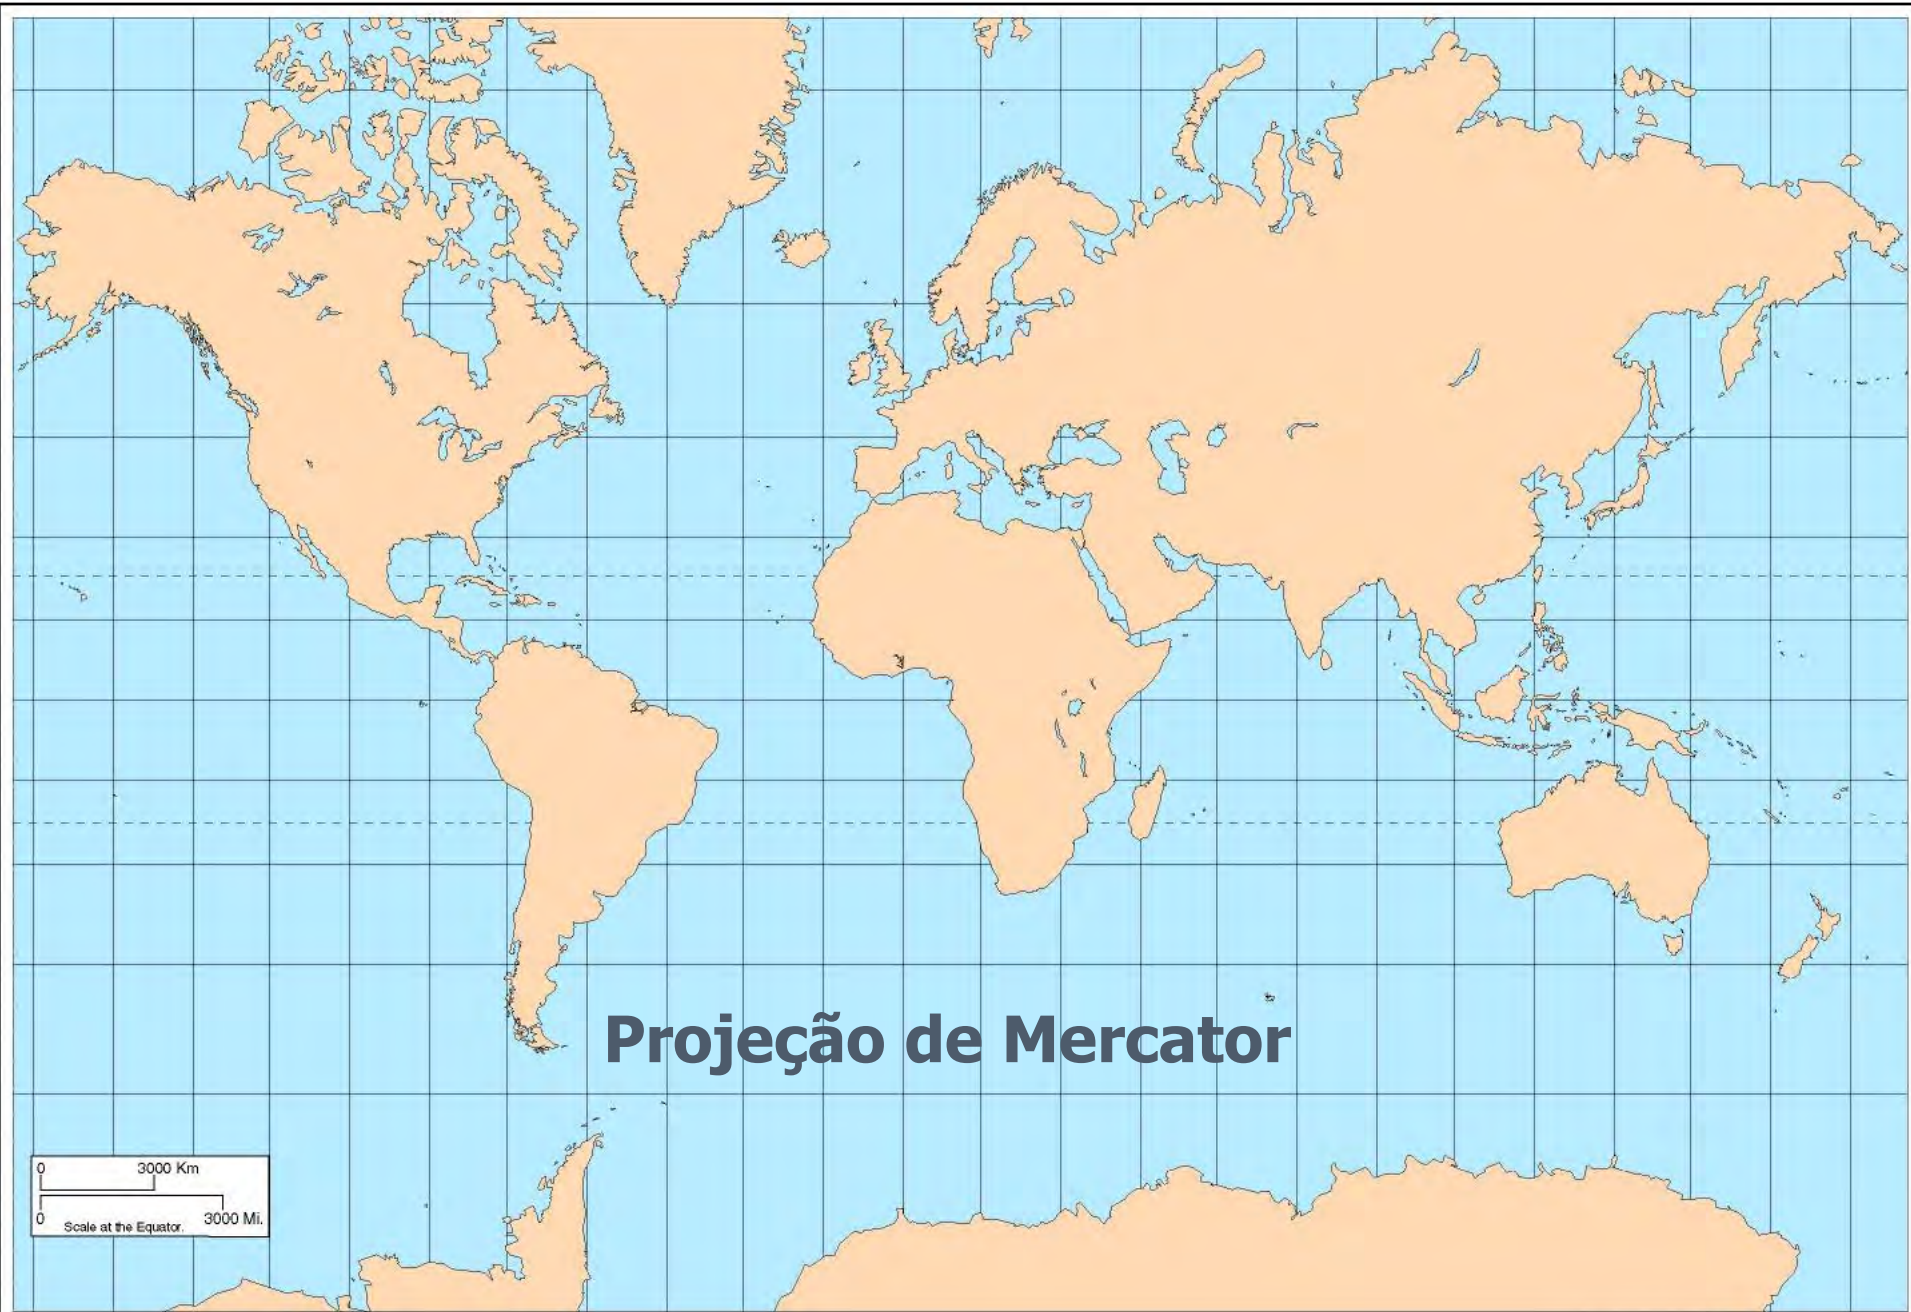 Projeção de Mercator
0 3000 Km
0 3000 Mi.
Scale at the Equator.